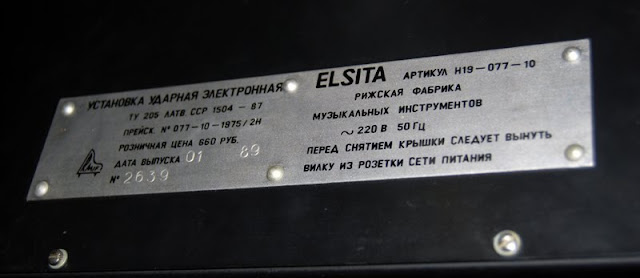 УСТАНОВКА УДАРНАЯ ЭЛЕКТРОННАЯ
ТУ 205 ЛАТВ ССР 1504 – 87
ПРЕЙСК. № 077-10-1975/2Н
РОЗНИЧНАЯ ЦЕНА 660 РУБ.
ДАТА ВЫПУСКА 01 89
№ 2639
ELSITA АРТИКУЛ Н19-077-10
РИЖСКАЯ ФАБРИКА
МУЗЫКАЛЬНЫХ ИНСТРУМЕНТОВ
~ 220 В 50 Гц
ПЕРЕД СНЯТИЕМ КРЫШКИ СЛЕДУЕТ ВЫНУТЬ
ВИЛКУ ИЗ РОЗЕТКИ СЕТИ ПИТАНИЯ